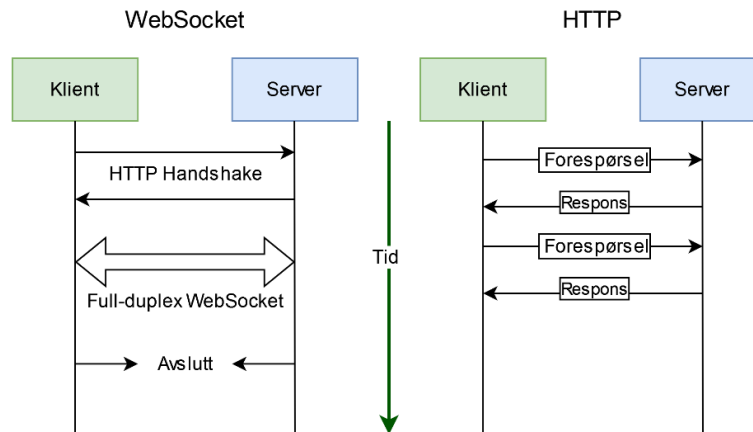 WebSocket
HTTP
Klient
Server
Klient
Server
HTTP Handshake
Full-duplex WebSocket
Avslutt
Tid
Forespørsel
Respons
Forespørsel
Respons